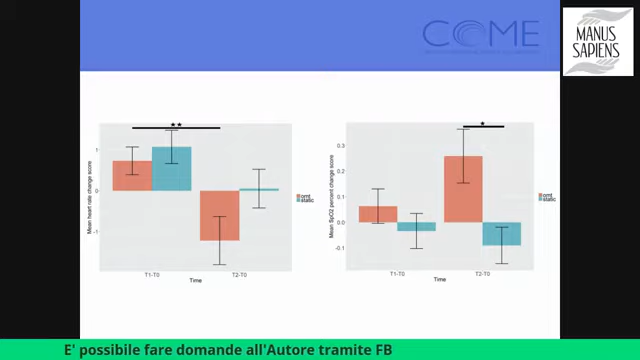 COME
MANUS
SAPIENS
**
*
Mean heart rate change score
1
0
-1
T1-T0
T2-T0
Time
omt
static
Mean SpO2 percent change score
0.3
0.2
0.1
0.0
-0.1
T1-T0
T2-T0
Time
omt
static
E' possibile fare domande all'Autore tramite FB